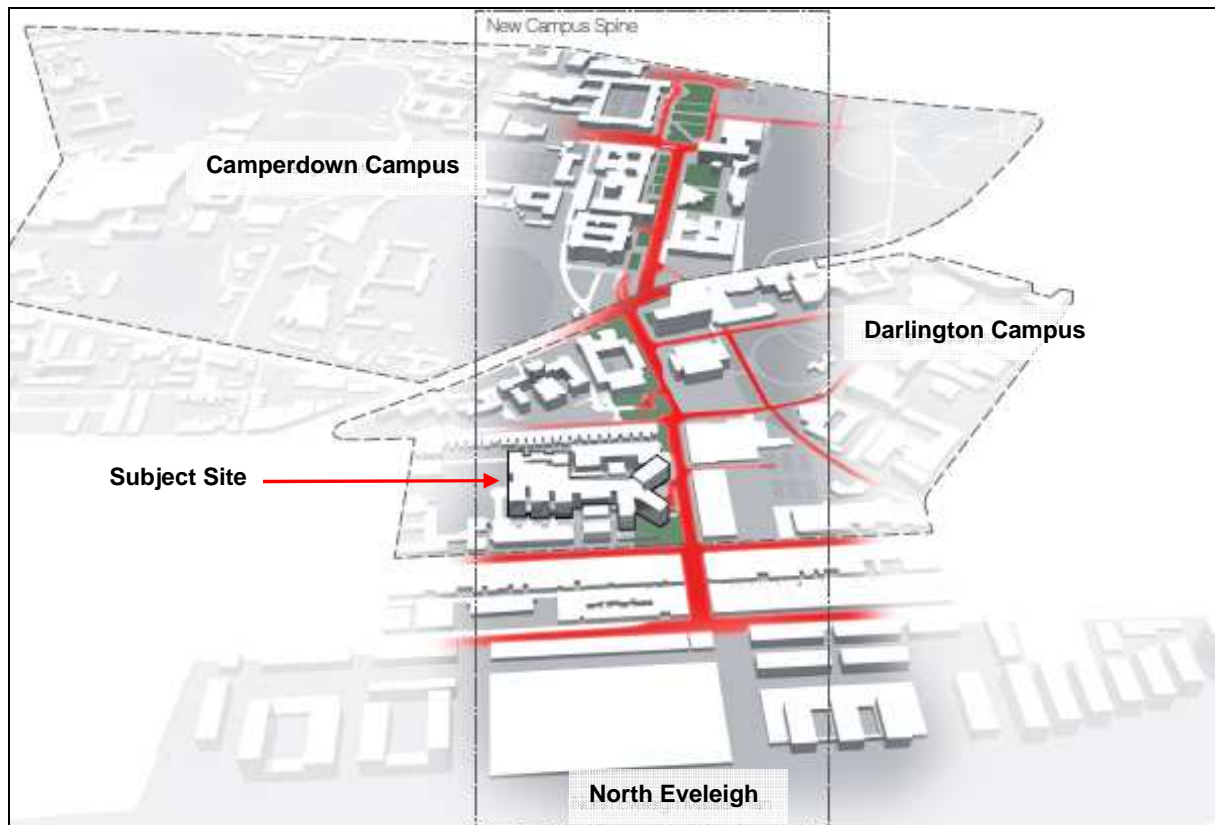 New Campus Spine
Camperdown Campus
Darlington Campus
Subject Site
North Eveleigh